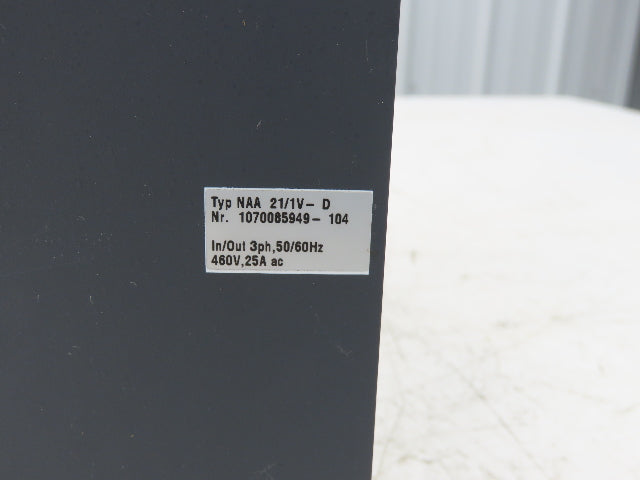 Typ NAA 21/1V- D
Nr. 1070085949- 104
In/Out 3ph,50/60Hz
460V,25A ac